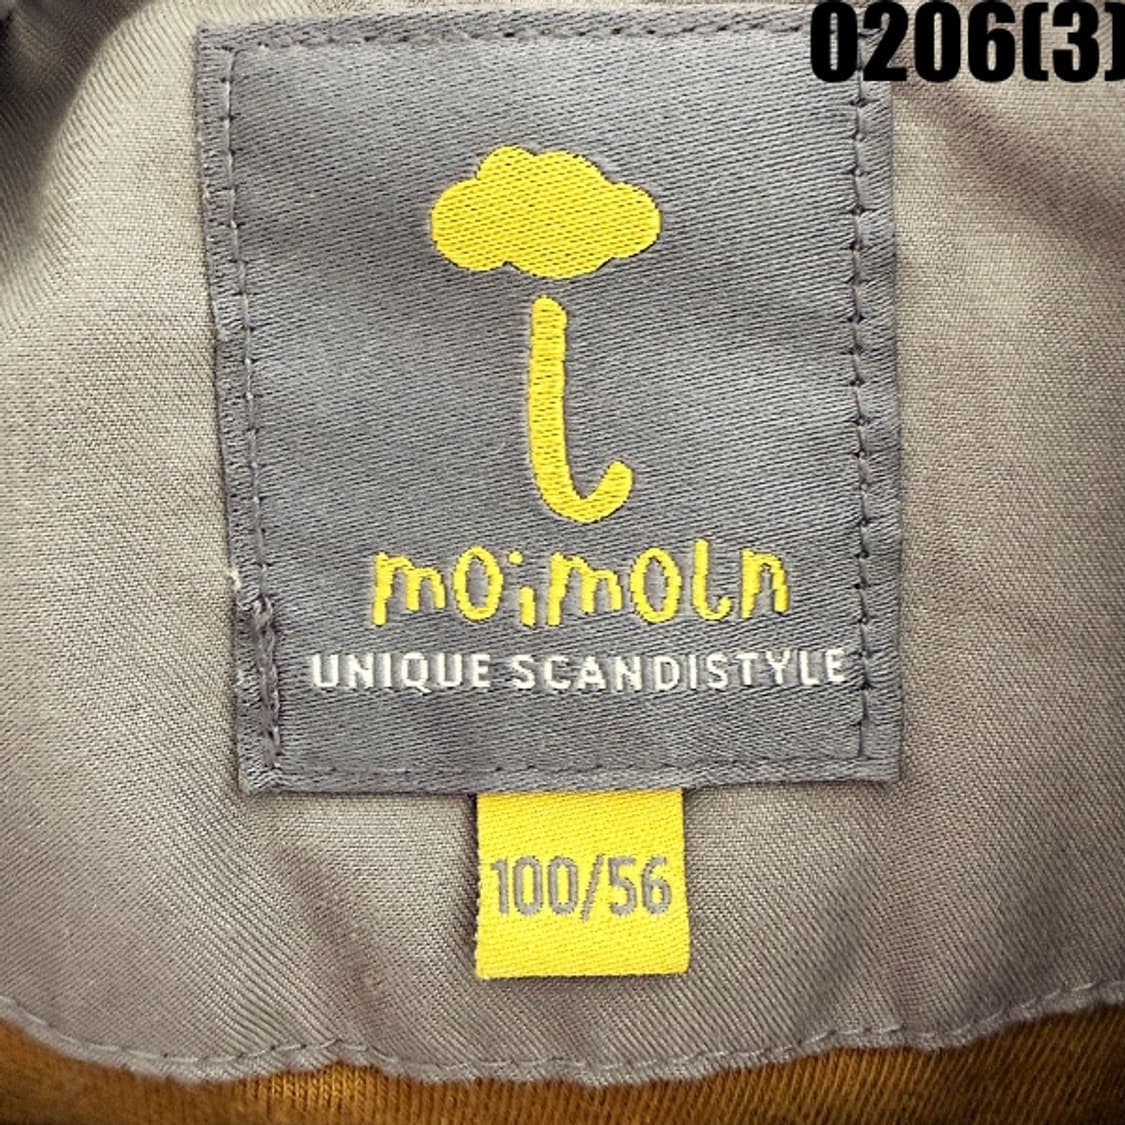 0206(3)
moimoln
UNIQUE SCANDISTYLE
100/56